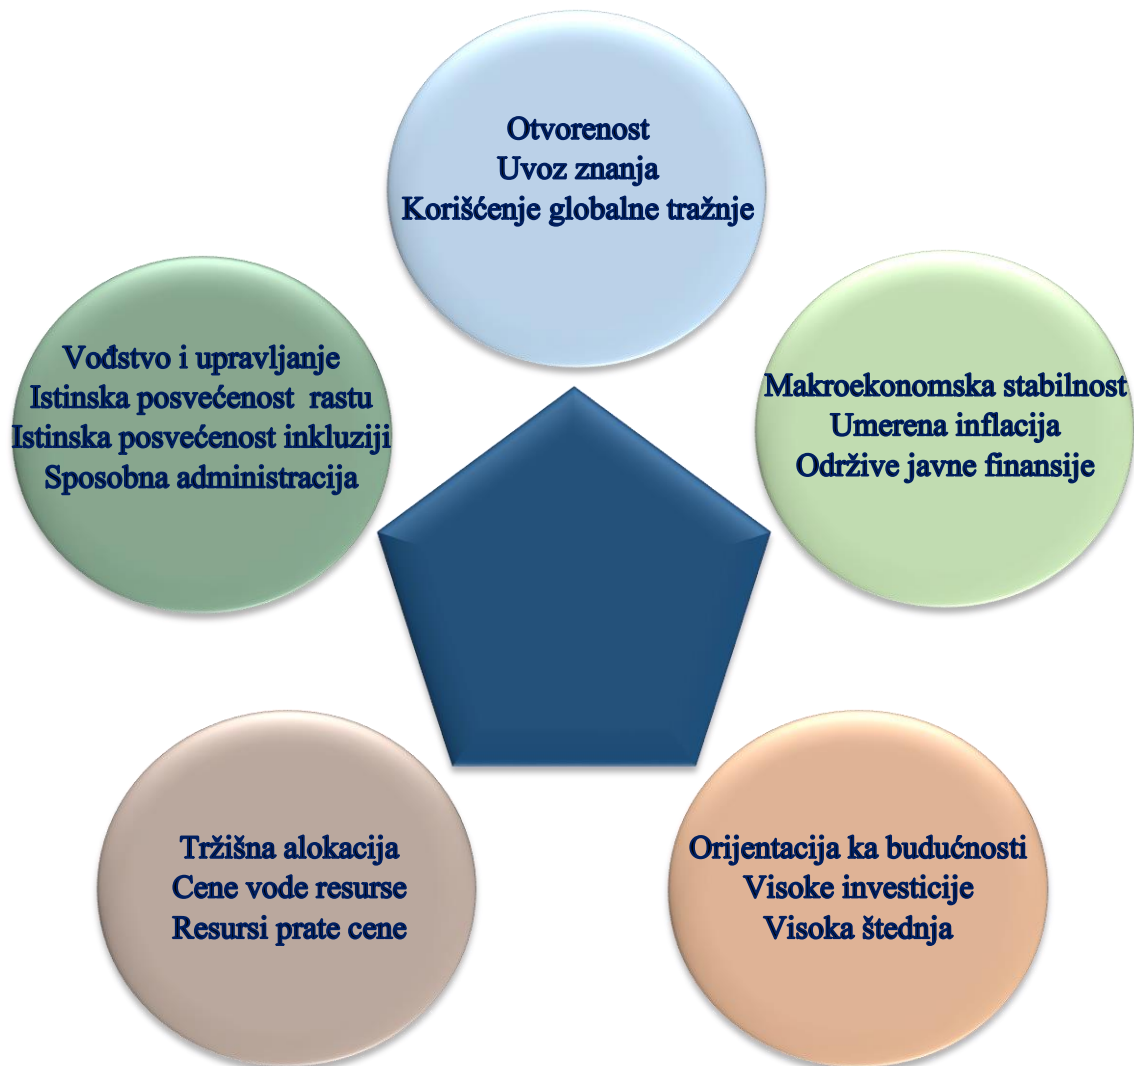 Otvorenost
Uvoz znanja
Korišćenje globalne tražnje
Vođstvo i upravljanje
Istinska posvećenost rastu
Istinska posvećenost inkluziji
Sposobna administracija
Makroekonomska stabilnost
Umerena inflacija
Održive javne finansije
Tržišna alokacija
Cene vode resurse
Resursi prate cene
Orijentacija ka budućnosti
Visoke investicije
Visoka štednja